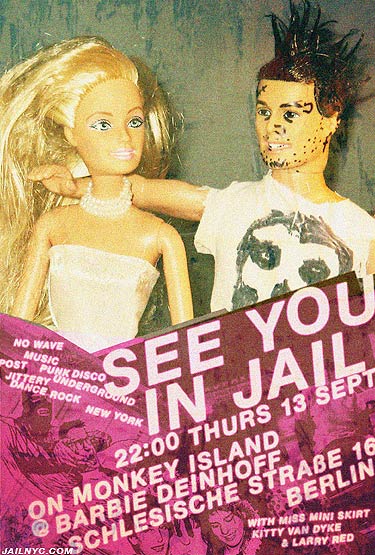 SEE YOU
IN JAIL
NO WAVE
MUSIC
POST PUNK DISCO
JITTERY UNDERGROUND
DANCE ROCK NEW YORK
22:00 THURS 13 SEPT
ON MONKEY ISLAND
@ BARBIE DEINHOFF
SCHLESISCHE STRAßE 16
BERLIN
WITH MISS MINI SKIRT
KITTY VAN DYKE
& LARRY RED
JAILNYC.COM